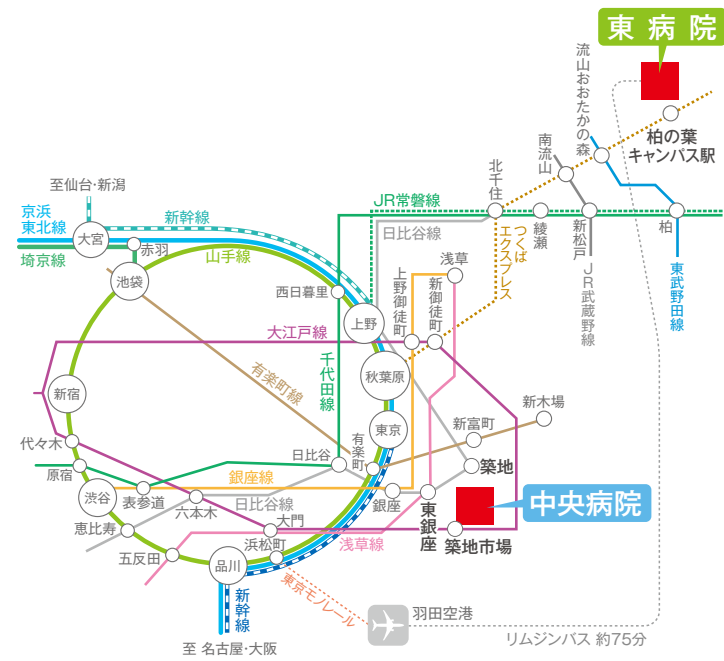 東病院
流山おおたかの森
柏の葉
キャンパス駅
南流山
北千住
至仙台・新潟
新幹線
JR常磐線
京浜
東北線
大宮
赤羽
日比谷線
つくば
エクスプレス
綾瀬
新松戸
柏
埼京線
山手線
池袋
浅草
西日暮里
上野御徒町
新御徒町
JR武蔵野線
東武野田線
上野
大江戸線
千代田線
有楽町線
秋葉原
新宿
新木場
東京
新富町
代々木
有楽町
日比谷
原宿
築地
銀座線
渋谷
表参道
日比谷線
六本木
銀座
東銀座
中央病院
恵比寿
大門
浜松町
浅草線
築地市場
五反田
品川
新幹線
東京モノレール
羽田空港
リムジンバス 約75分
至 名古屋・大阪